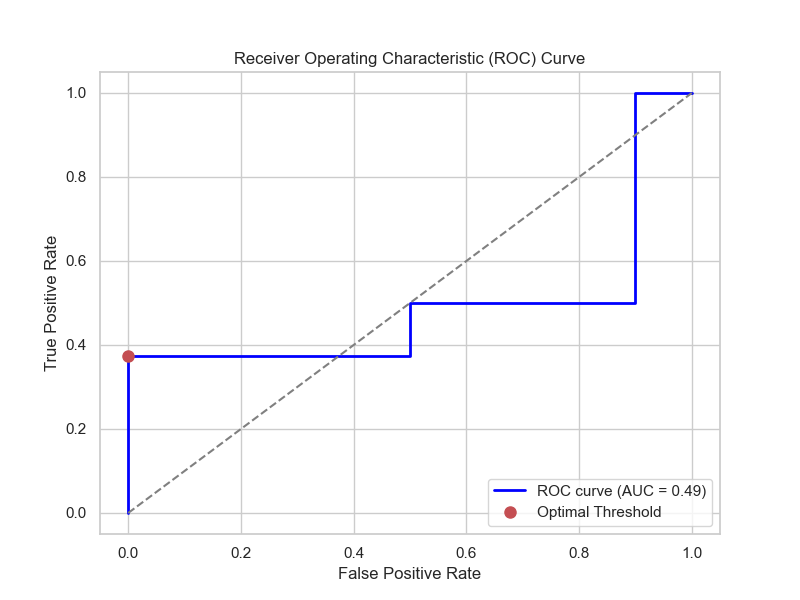 Receiver Operating Characteristic (ROC) Curve
True Positive Rate
1.0
0.8
0.6
0.4
0.2
0.0
ROC curve (AUC = 0.49)
Optimal Threshold
0.0 0.2 0.4 0.6 0.8 1.0
False Positive Rate